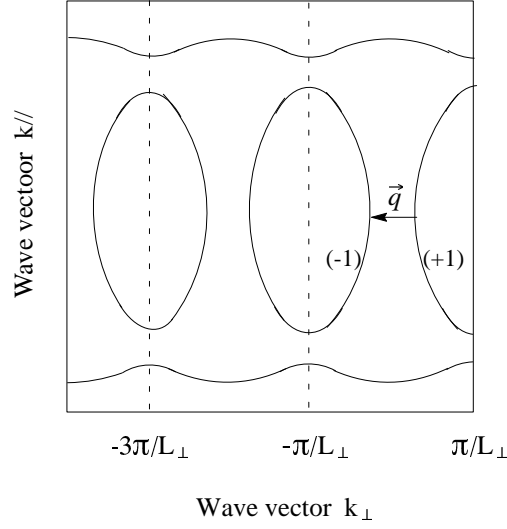 Wave vectoor k//
q⃗
(-1) (+1)
-3π/L⊥ -π/L⊥ π/L⊥
Wave vector k⊥